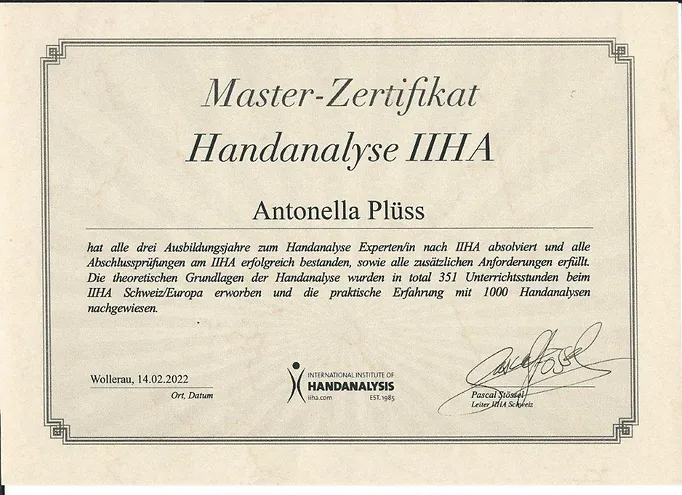 Master-Zertifikat
Handanalyse IIHA
Antonella Plüss
hat alle drei Ausbildungsjahre zum Handanalyse Experten/in nach IIHA absolviert und alle
Abschlussprüfungen am IIHA erfolgreich bestanden, sowie alle zusätzlichen Anforderungen erfüllt.
Die theoretischen Grundlagen der Handanalyse wurden in total 351 Unterrichtsstunden beim
IIHA Schweiz/Europa erworben und die praktische Erfahrung mit 1000 Handanalysen
nachgewiesen.
Wollerau, 14.02.2022
Ort, Datum
INTERNATIONAL INSTITUTE OF
HANDANALYSIS
iiha.com EST. 1985
Pascal Stössel
Pascal Stössel
Leiter IIHA Schweiz